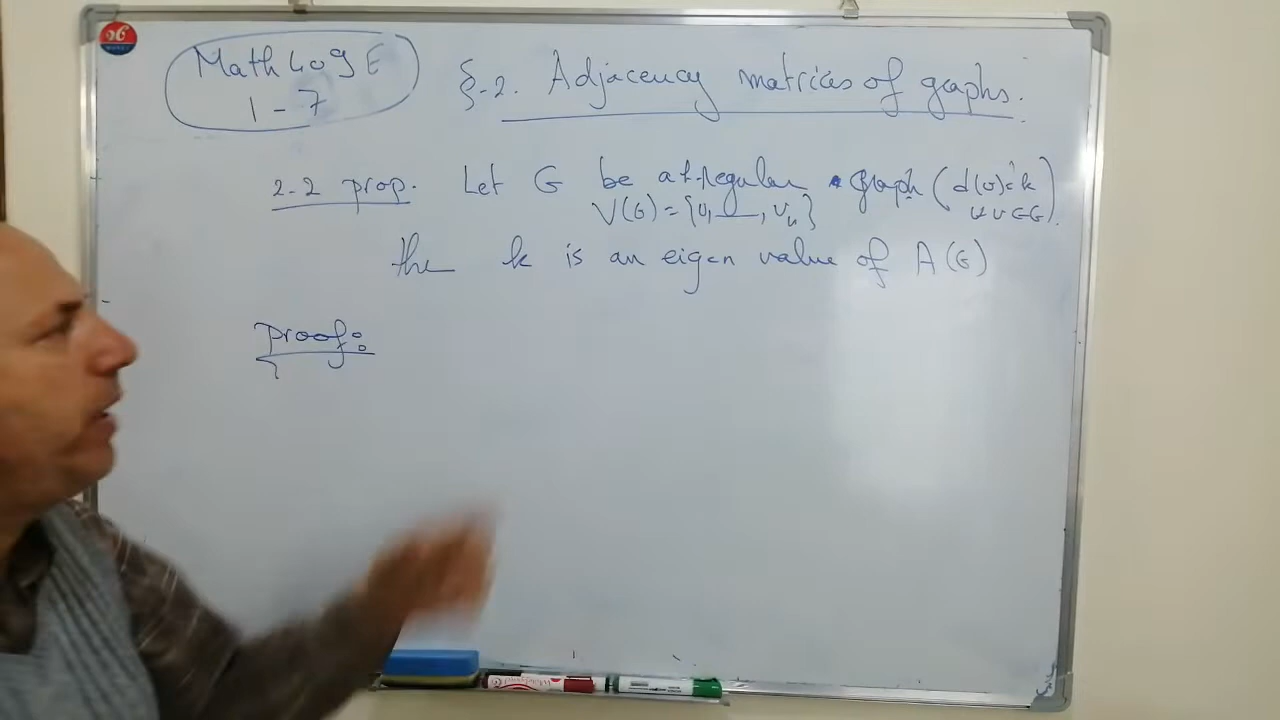 Math 409 E
1 - 7
§-2. Adjacency matrices of graphs.
2-2 prop. Let G be a k-regular graph (d(v)=k
V(G) = {v, —, vn} ∀ v ∈ G).
the k is an eigen value of A(G)
proof: